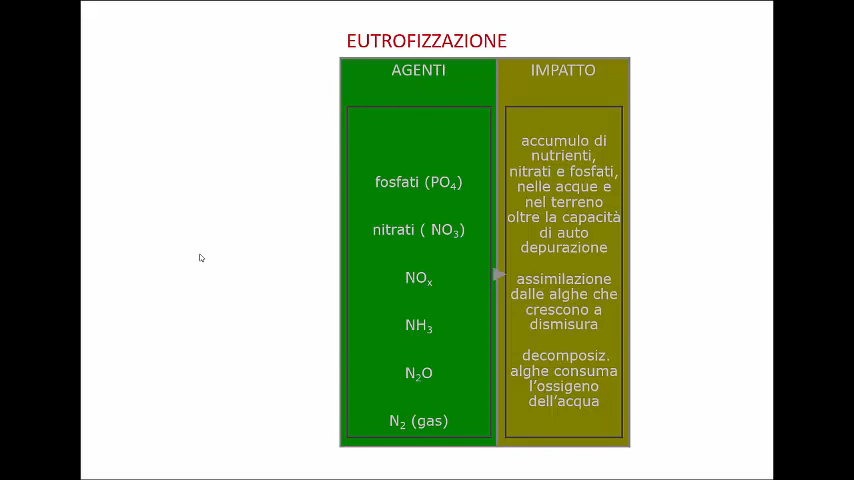 EUTROFIZZAZIONE
AGENTI
fosfati (PO₄)
nitrati ( NO₃)
NOₓ
NH₃
N₂O
N₂ (gas)
IMPATTO
accumulo di
nutrienti,
nitrati e fosfati,
nelle acque e
nel terreno
oltre la capacità
di auto
depurazione
assimilazione
dalle alghe che
crescono a
dismisura
decomposiz.
alghe consuma
l'ossigeno
dell'acqua